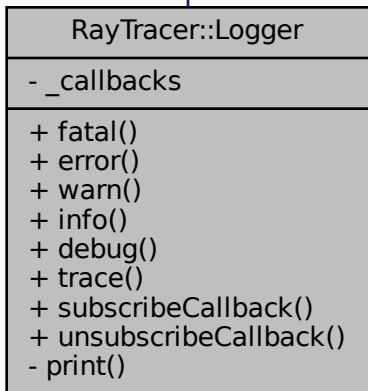 RayTracer::Logger
- _callbacks
+ fatal()
+ error()
+ warn()
+ info()
+ debug()
+ trace()
+ subscribeCallback()
+ unsubscribeCallback()
- print()